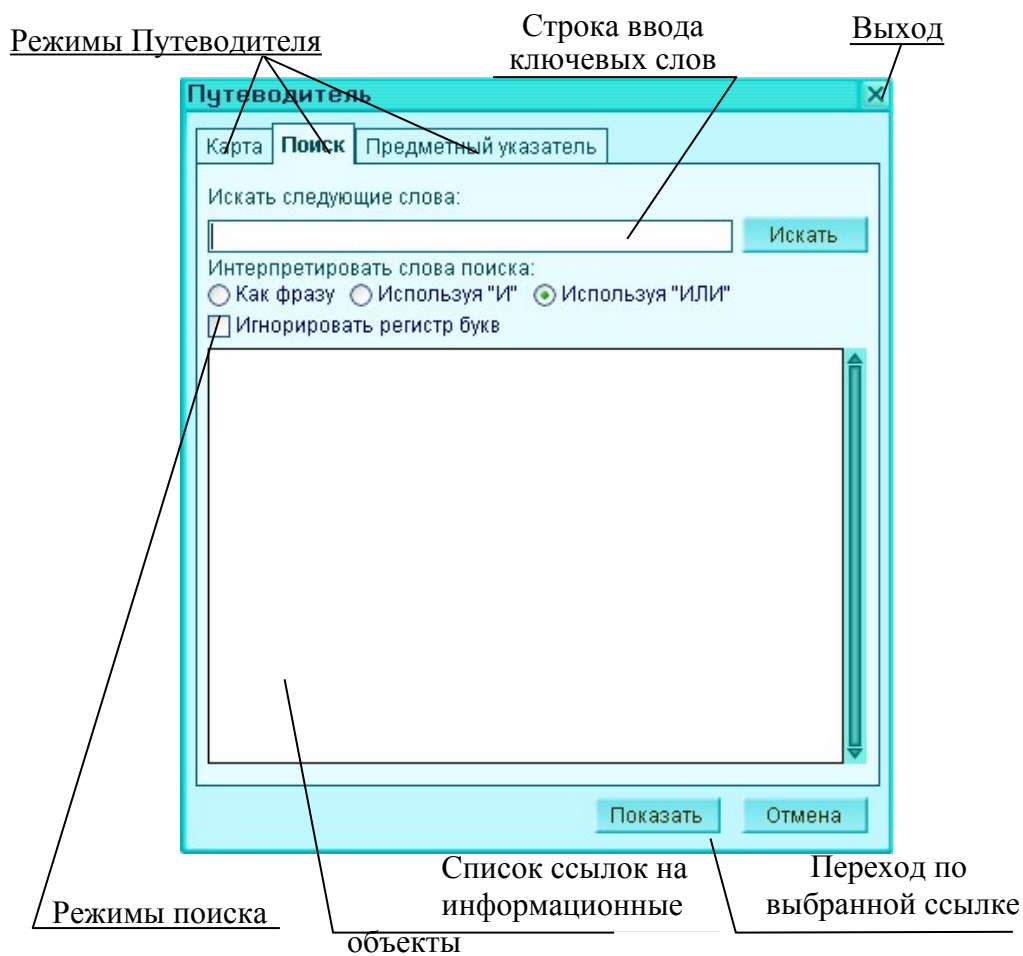 Режимы Путеводителя
Строка ввода
ключевых слов
Выход
Путеводитель
Карта Поиск Предметный указатель
Искать следующие слова:
Искать
Интерпретировать слова поиска:
Как фразу Используя "И" Используя "ИЛИ"
Игнорировать регистр букв
Показать Отмена
Режимы поиска
Список ссылок на
информационные
объекты
Переход по
выбранной ссылке